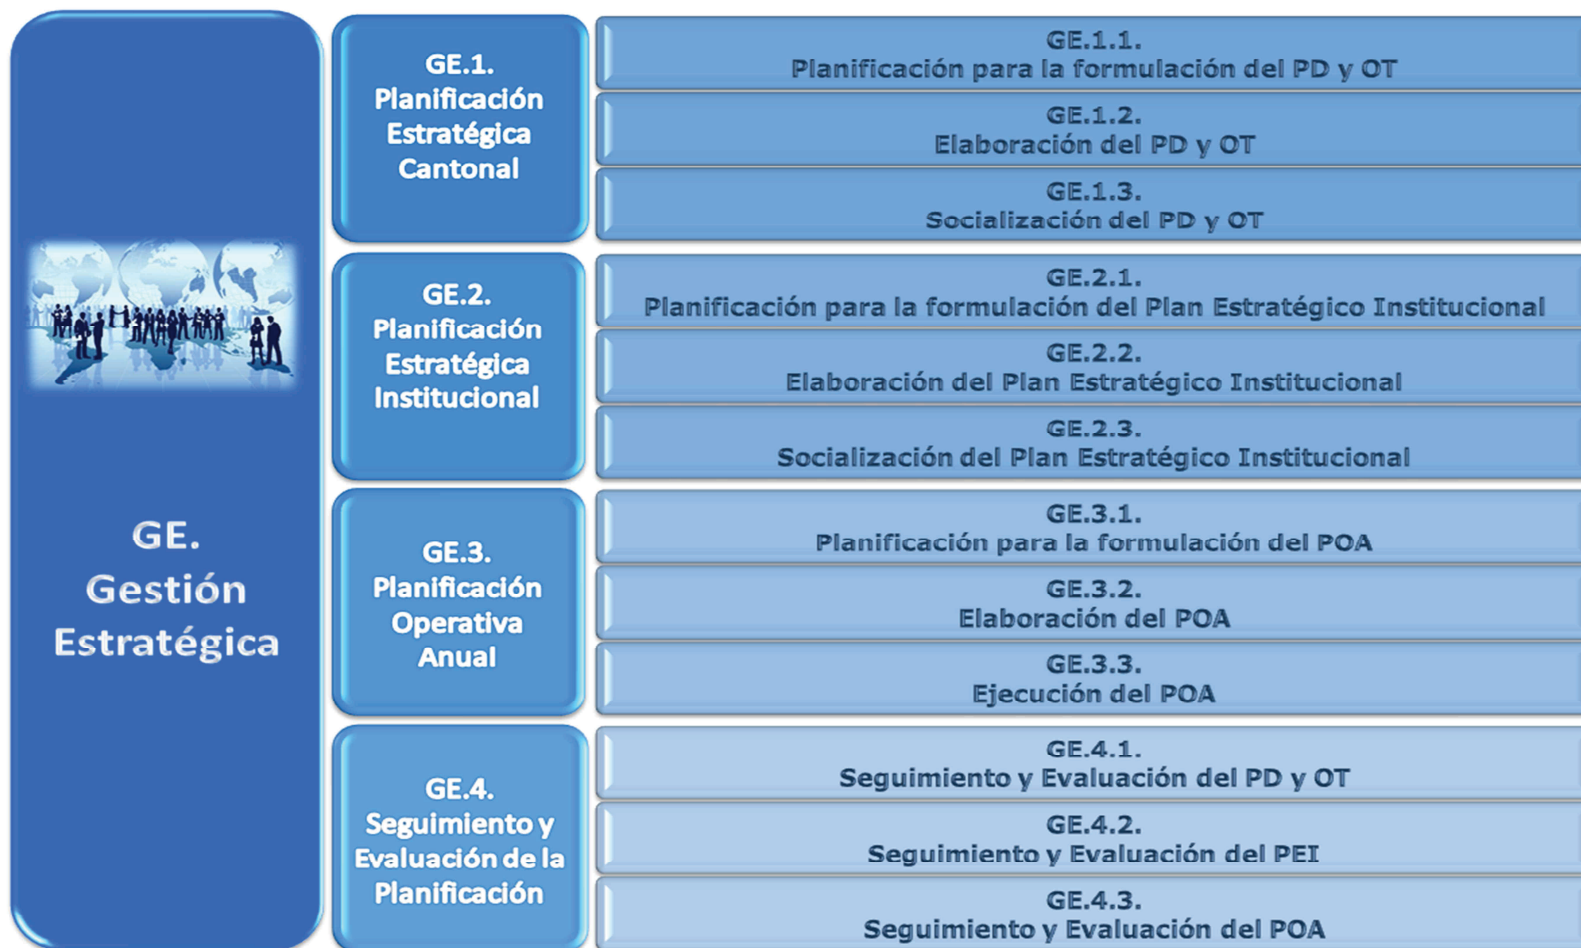 GE.
Gestión
Estratégica
GE.1.
Planificación
Estratégica
Cantonal
GE.1.1.
Planificación para la formulación del PD y OT
GE.1.2.
Elaboración del PD y OT
GE.1.3.
Socialización del PD y OT
GE.2.
Planificación
Estratégica
Institucional
GE.2.1.
Planificación para la formulación del Plan Estratégico Institucional
GE.2.2.
Elaboración del Plan Estratégico Institucional
GE.2.3.
Socialización del Plan Estratégico Institucional
GE.3.
Planificación
Operativa
Anual
GE.3.1.
Planificación para la formulación del POA
GE.3.2.
Elaboración del POA
GE.3.3.
Ejecución del POA
GE.4.
Seguimiento y
Evaluación de la
Planificación
GE.4.1.
Seguimiento y Evaluación del PD y OT
GE.4.2.
Seguimiento y Evaluación del PEI
GE.4.3.
Seguimiento y Evaluación del POA